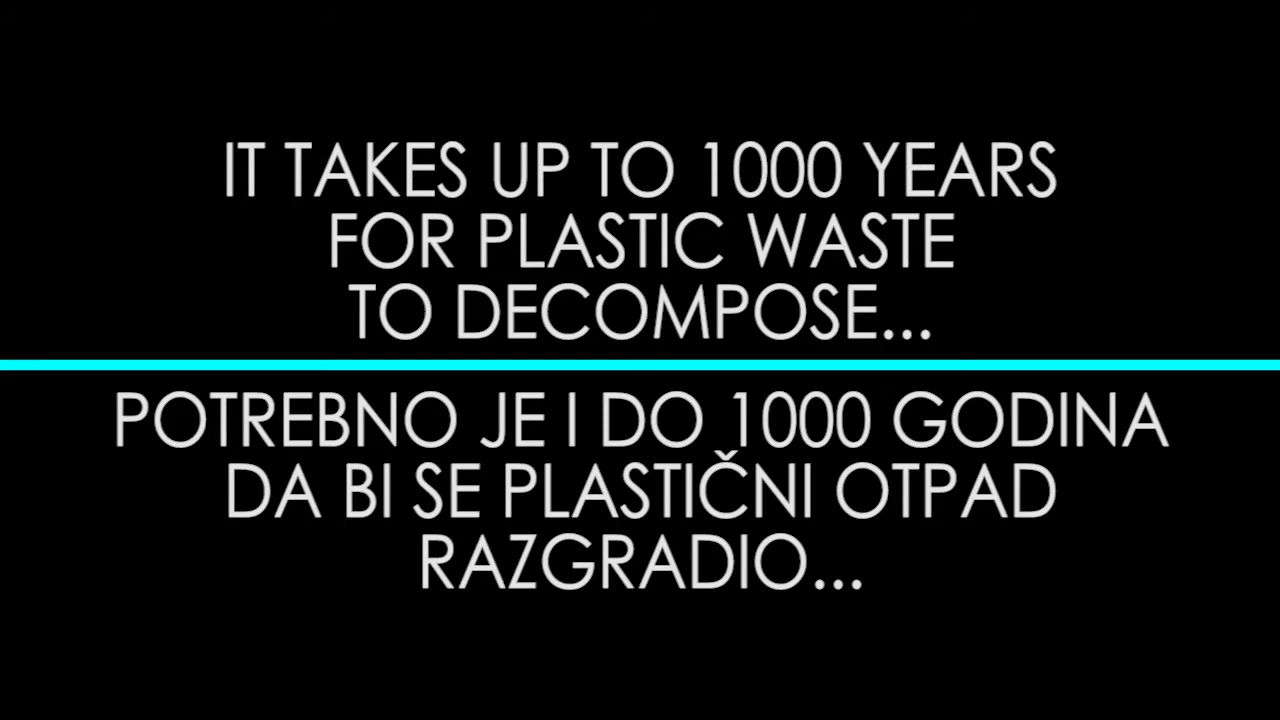 IT TAKES UP TO 1000 YEARS
FOR PLASTIC WASTE
TO DECOMPOSE...
POTREBNO JE I DO 1000 GODINA
DA BI SE PLASTIČNI OTPAD
RAZGRADIO...